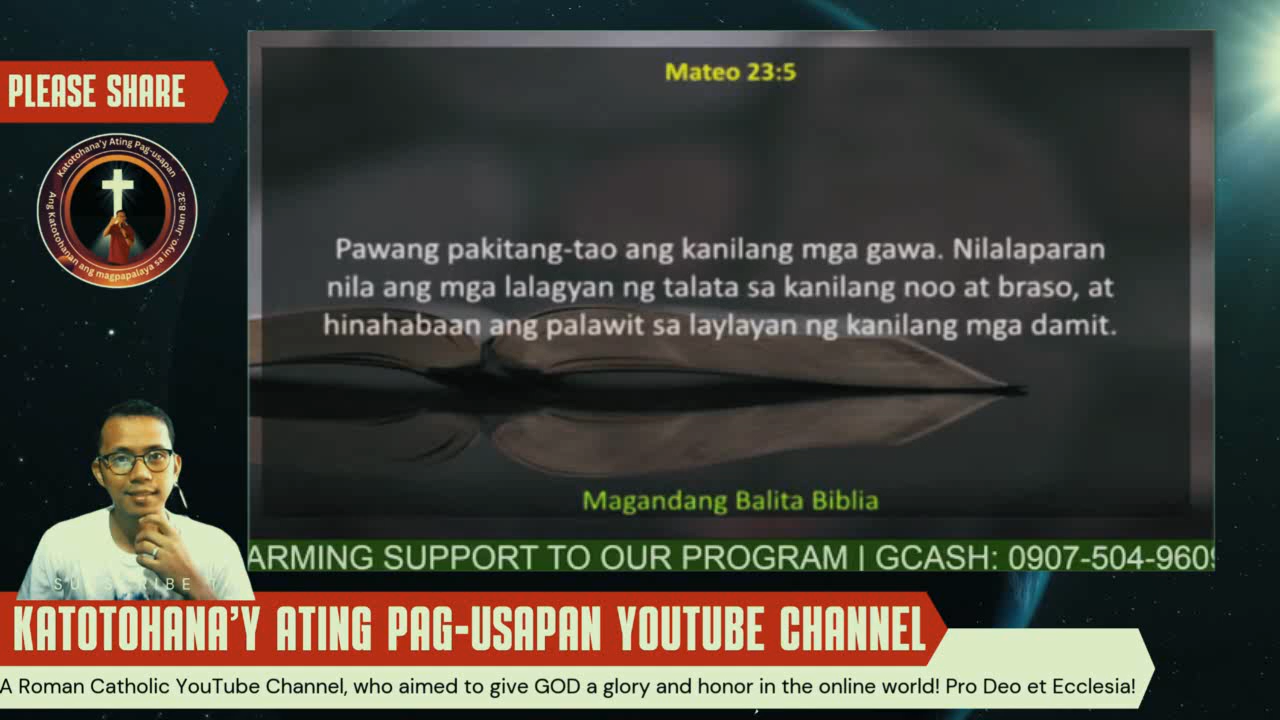 PLEASE SHARE
Katotohana'y Ating Pag-usapan
Ang Katotohanan ang magpapalaya sa inyo. Juan 8:32
Mateo 23:5
Pawang pakitang-tao ang kanilang mga gawa. Nilalaparan
nila ang mga lalagyan ng talata sa kanilang noo at braso, at
hinahabaan ang palawit sa laylayan ng kanilang mga damit.
Magandang Balita Biblia
ARMING SUPPORT TO OUR PROGRAM | GCASH: 0907-504-9609
KATOTOHANA'Y ATING PAG-USAPAN YOUTUBE CHANNEL
A Roman Catholic YouTube Channel, who aimed to give GOD a glory and honor in the online world! Pro Deo et Ecclesia!